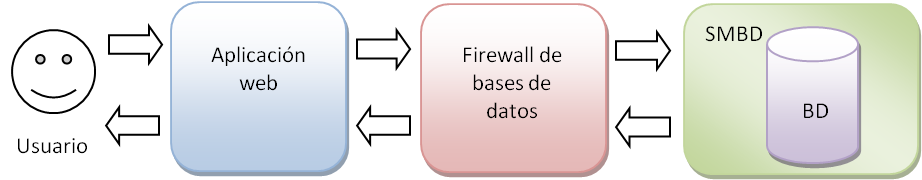 Usuario
Aplicación
web
Firewall de
bases de
datos
SMBD
BD